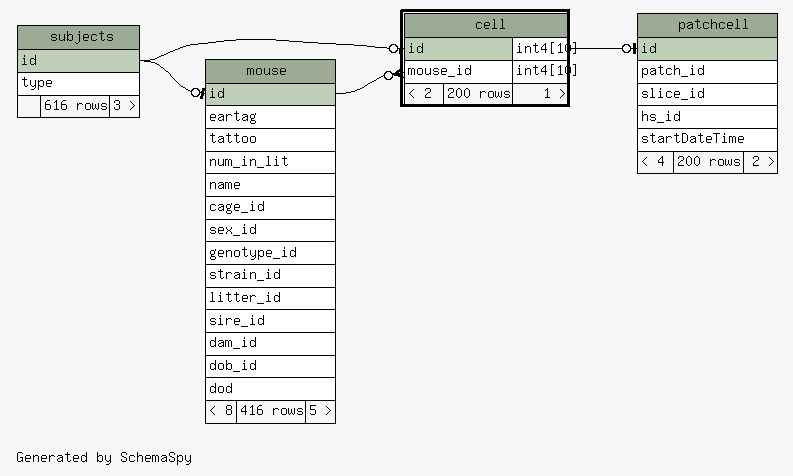 subjects
id
type
616 rows 3 >
mouse
id
eartag
tattoo
num_in_lit
name
cage_id
sex_id
genotype_id
strain_id
litter_id
sire_id
dam_id
dob_id
dod
< 8 416 rows 5 >
cell
id int4[10]
mouse_id int4[10]
< 2 200 rows 1 >
patchcell
id
patch_id
slice_id
hs_id
startDateTime
< 4 200 rows 2 >
Generated by SchemaSpy